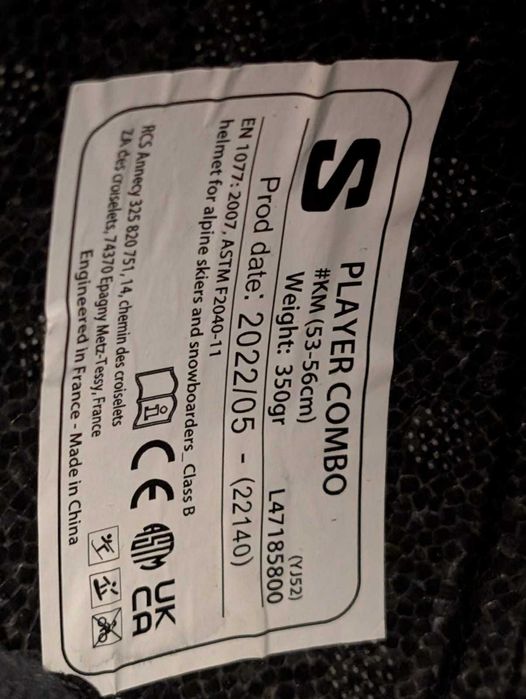 S
PLAYER COMBO
#KM (53-56cm)
(YJ52)
Weight: 350gr L47185800
Prod date: 2022/05 - (22140)
EN 1077: 2007, ASTM F2040-11
helmet for alpine skiers and snowboarders_Class B
i CE ASTM UK CA
RCS Annecy 325 820 751, 14, chemin des croiselets
ZA des croiselets, 74370 Epagny Metz-Tessy, France
Engineered in France - Made in China